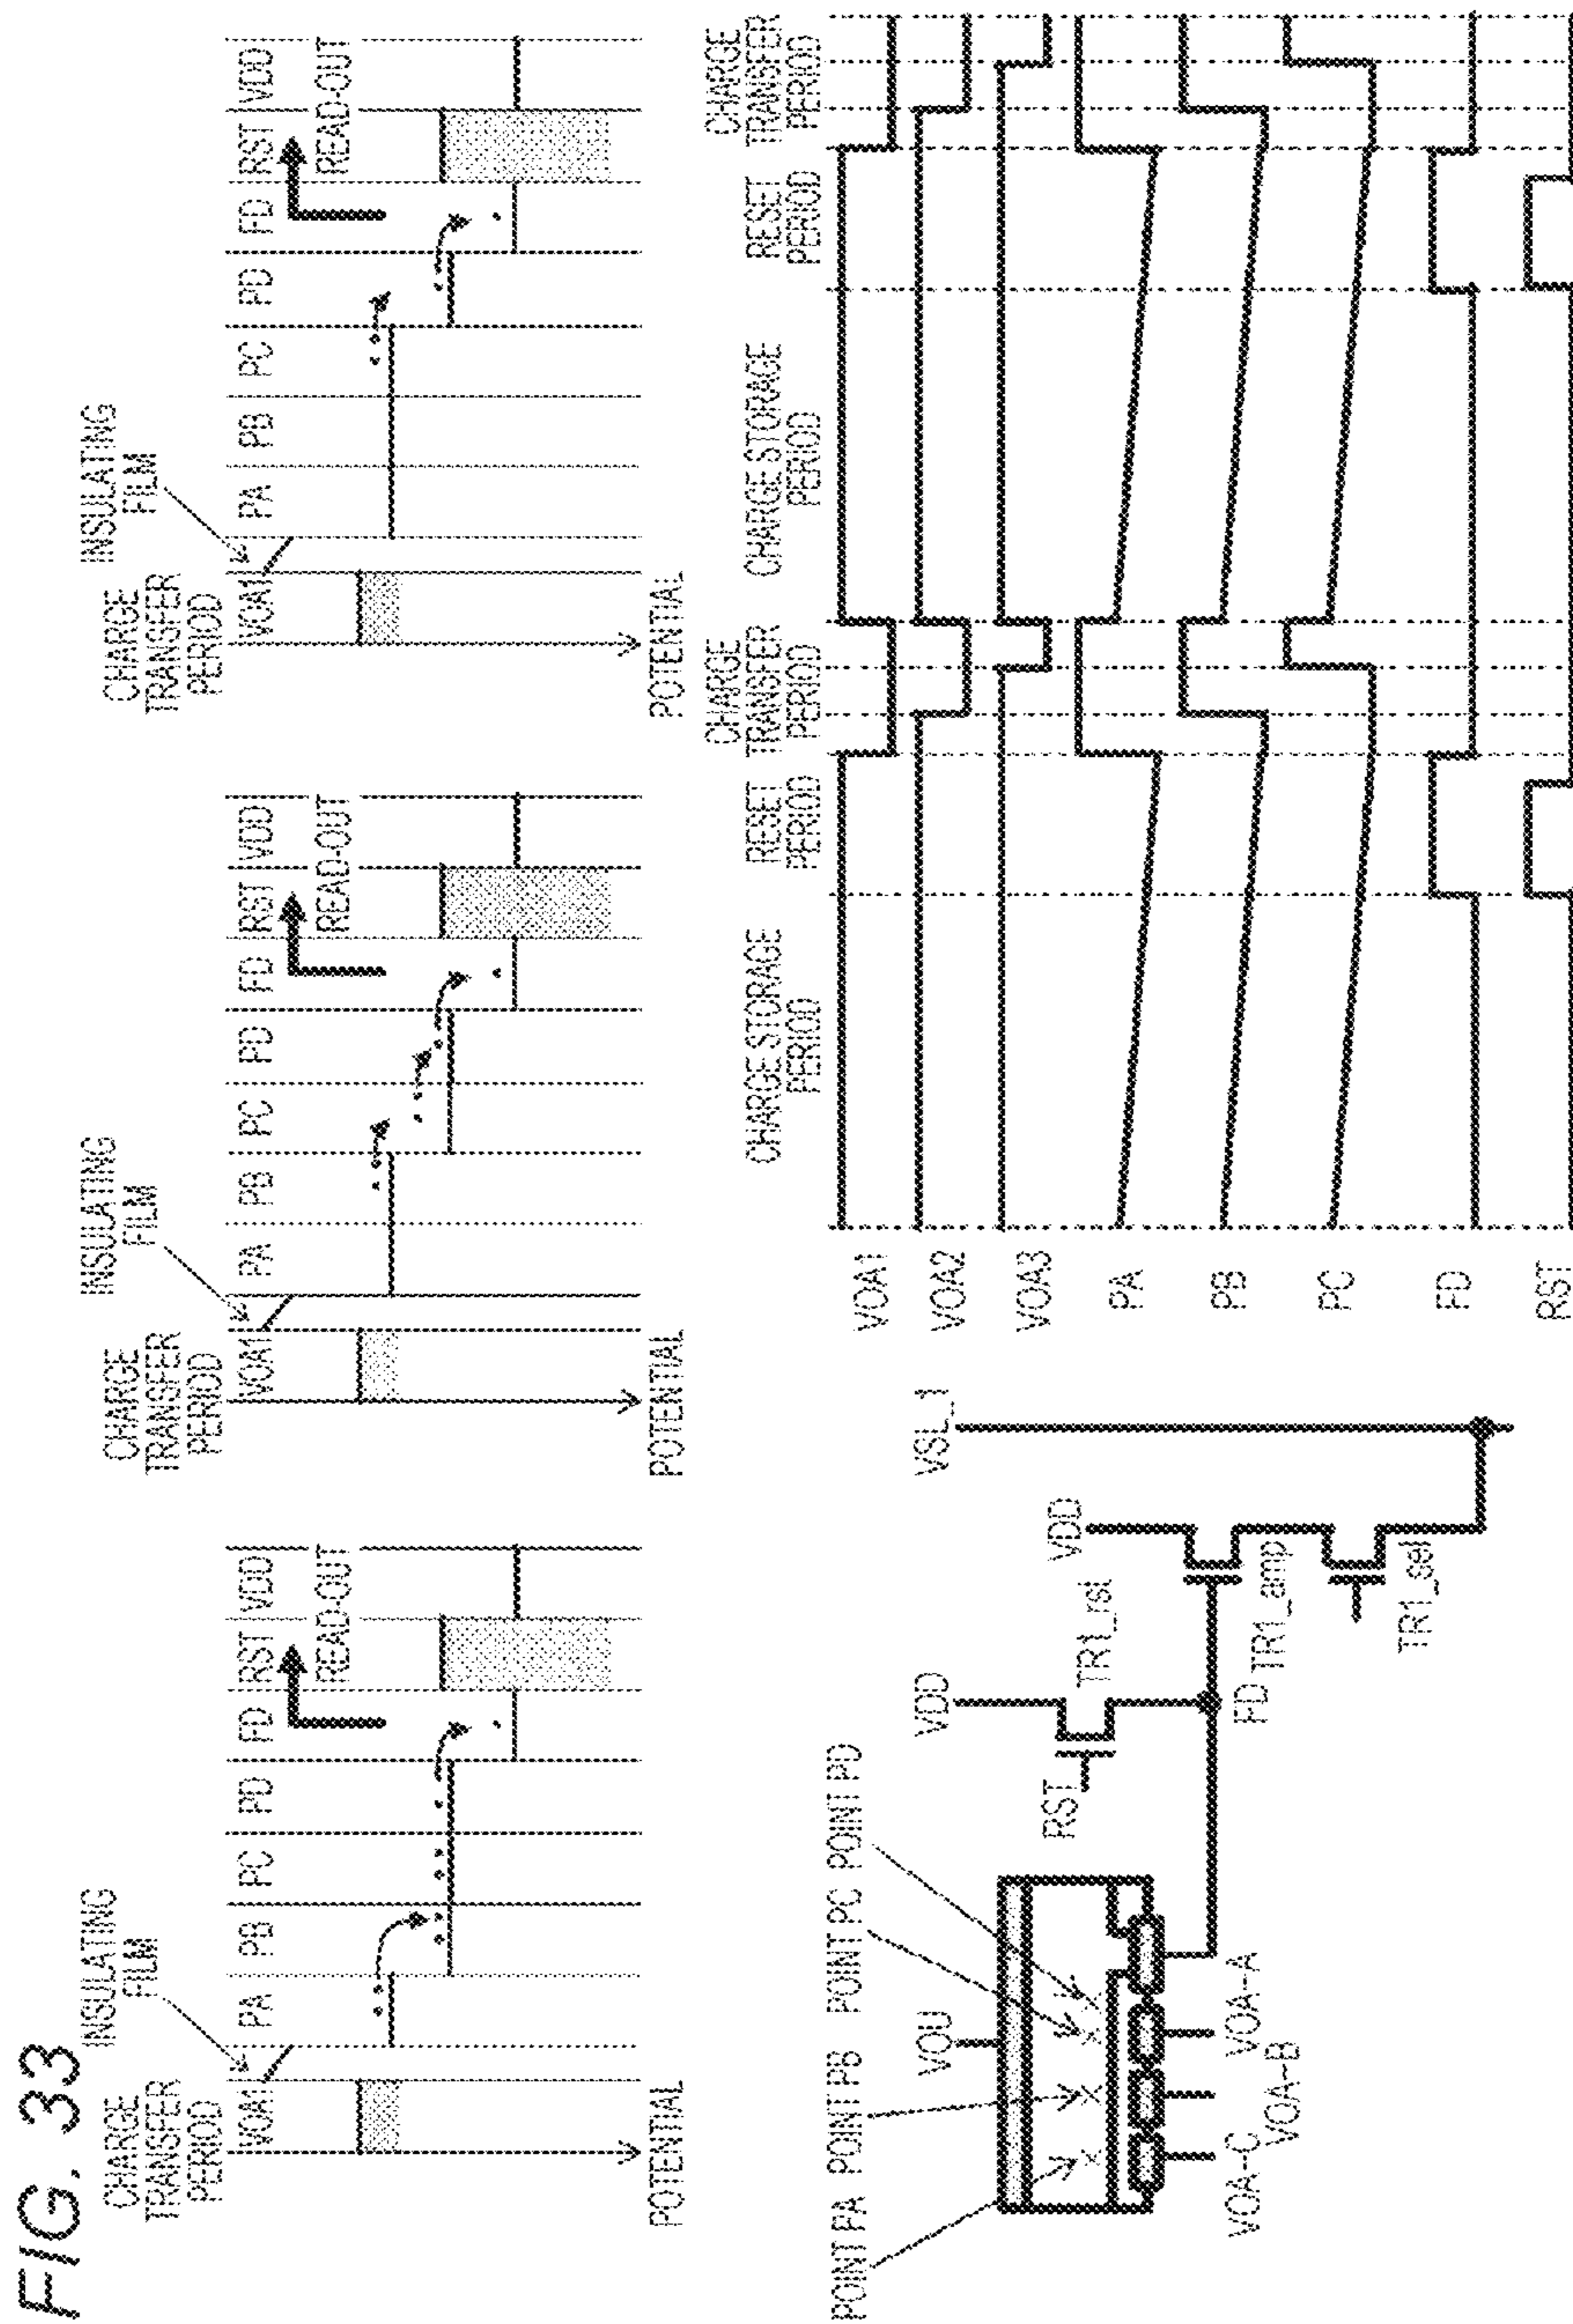 FIG. 33
CHARGE
TRANSFER
PERIOD
INSULATING
FILM
VOA1 PA PB PC PD FD RST VDD
READ-OUT
POTENTIAL
CHARGE
TRANSFER
PERIOD
INSULATING
FILM
VOA1 PA PB PC PD FD RST VDD
READ-OUT
POTENTIAL
CHARGE
TRANSFER
PERIOD
INSULATING
FILM
VOA1 PA PB PC PD FD RST VDD
READ-OUT
POTENTIAL
POINT PA POINT PB POINT PC POINT PD
VOU
VOA-C
VOA-B
VOA-A
RST
VDD
TR1_rst
FD
VDD
TR1_amp
TR1_sel
VSL_1
CHARGE STORAGE
PERIOD
RESET
PERIOD
CHARGE
TRANSFER
PERIOD
CHARGE STORAGE
PERIOD
RESET
PERIOD
CHARGE
TRANSFER
PERIOD
VOA1
VOA2
VOA3
PA
PB
PC
FD
RST